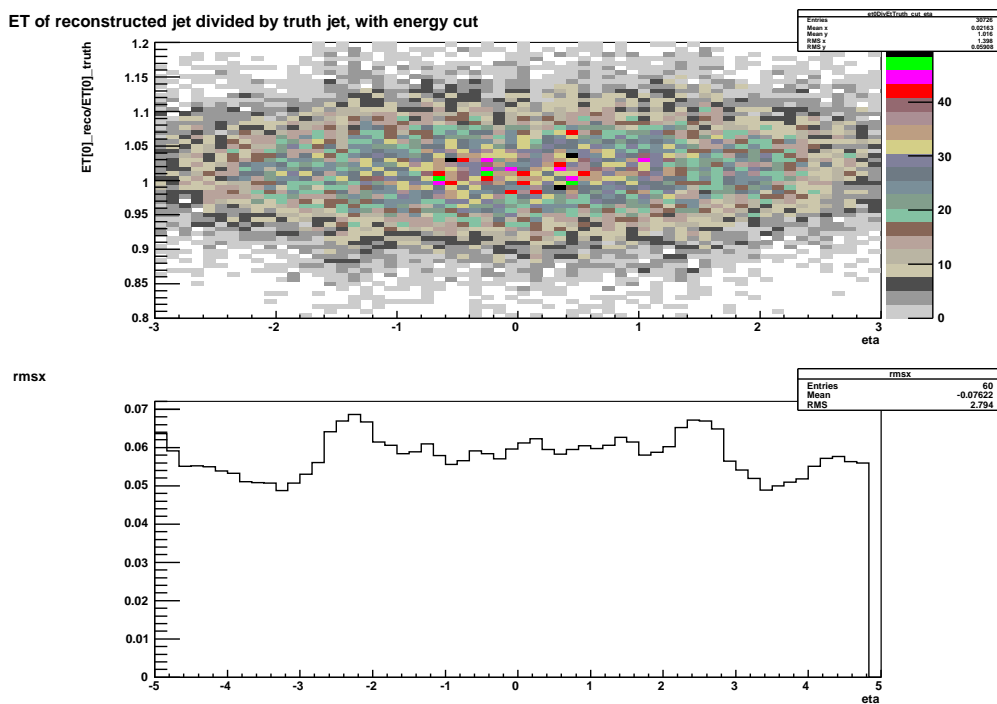 ET of reconstructed jet divided by truth jet, with energy cut
et0DivEtTruth_cut_eta
Entries 30726
Mean x 0.02163
Mean y 1.016
RMS x 1.398
RMS y 0.05908
ET[0]_reco/ET[0]_truth
1.2
1.15
1.1
1.05
1
0.95
0.9
0.85
0.8
-3 -2 -1 0 1 2 3
eta
40
30
20
10
0
rmsx
rmsx
Entries 60
Mean -0.07622
RMS 2.794
0.07
0.06
0.05
0.04
0.03
0.02
0.01
0
-5 -4 -3 -2 -1 0 1 2 3 4 5
eta